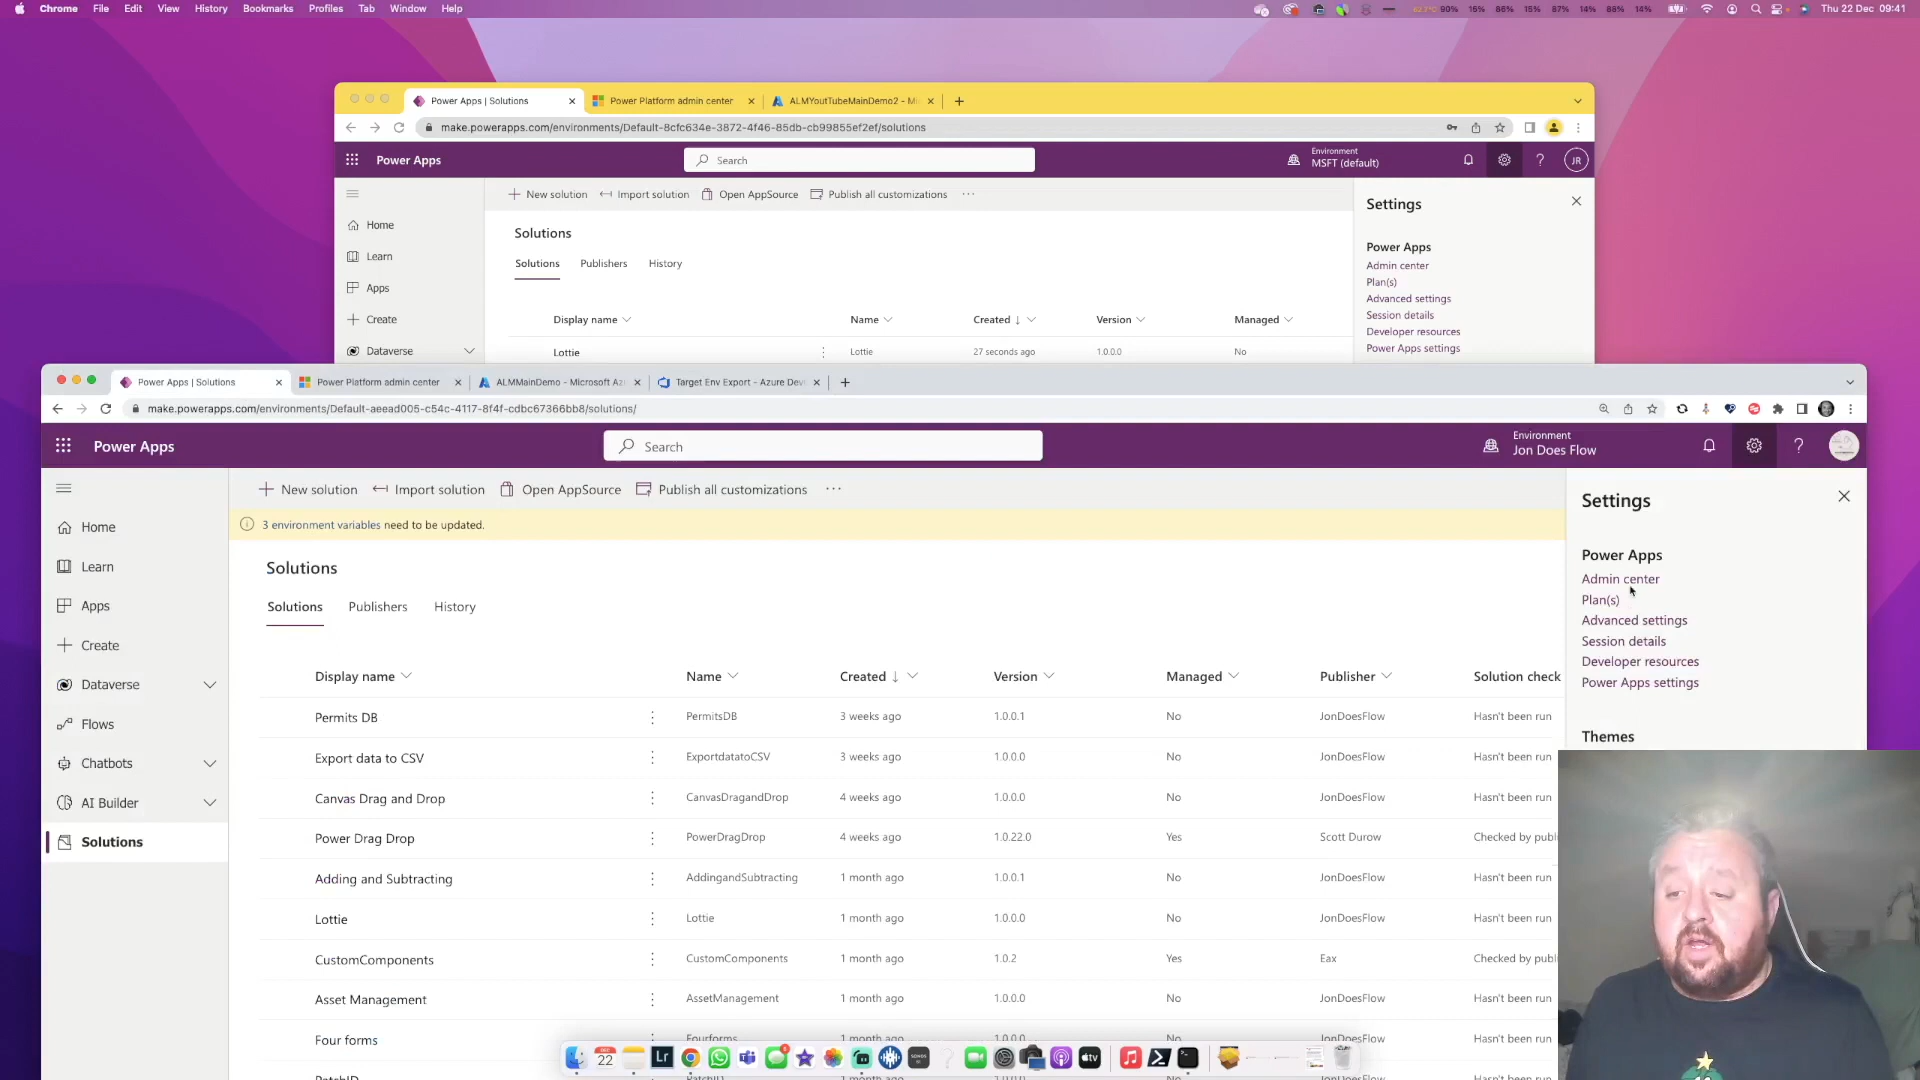 Chrome File Edit View History Bookmarks Profiles Tab Window Help
Thu 22 Dec 09:41
Power Apps | Solutions
Power Platform admin center
ALMYoutTubeMainDemo2 - Mi
make.powerapps.com/environments/Default-8cfc634e-3872-4f46-85db-cb99855ef2ef/solutions
Power Apps
Search
Environment
MSFT (default)
JR
New solution
Import solution
Open AppSource
Publish all customizations
Settings
Home
Solutions
Power Apps
Learn
Solutions Publishers History
Admin center
Plan(s)
Apps
Advanced settings
Session details
Create
Display name Name Created Version Managed
Developer resources
Dataverse
Lottie Lottie 27 seconds ago 1.0.0.0 No
Power Apps settings
Power Apps | Solutions
Power Platform admin center
ALMMainDemo - Microsoft Az
Target Env Export - Azure Dev
make.powerapps.com/environments/Default-aeead005-c54c-4117-8f4f-cdbc67366bb8/solutions/
Power Apps
Search
Environment
Jon Does Flow
New solution
Import solution
Open AppSource
Publish all customizations
Settings
3 environment variables need to be updated.
Home
Learn
Apps
Create
Dataverse
Flows
Chatbots
AI Builder
Solutions
Solutions
Solutions Publishers History
Power Apps
Admin center
Plan(s)
Advanced settings
Session details
Developer resources
Power Apps settings
Themes
Display name Name Created Version Managed Publisher Solution check
Permits DB PermitsDB 3 weeks ago 1.0.0.1 No JonDoesFlow Hasn't been run
Export data to CSV ExportdatatoCSV 3 weeks ago 1.0.0.0 No JonDoesFlow Hasn't been run
Canvas Drag and Drop CanvasDragandDrop 4 weeks ago 1.0.0.0 No JonDoesFlow Hasn't been run
Power Drag Drop PowerDragDrop 4 weeks ago 1.0.22.0 Yes Scott Durow Checked by publ
Adding and Subtracting AddingandSubtracting 1 month ago 1.0.0.1 No JonDoesFlow Hasn't been run
Lottie Lottie 1 month ago 1.0.0.0 No JonDoesFlow Hasn't been run
CustomComponents CustomComponents 1 month ago 1.0.2 Yes Eax Checked by publ
Asset Management AssetManagement 1 month ago 1.0.0.0 No JonDoesFlow Hasn't been run
Four forms Fourforms 1 month ago 1.0.0.0 No JonDoesFlow Hasn't been run
22
Lr
tv